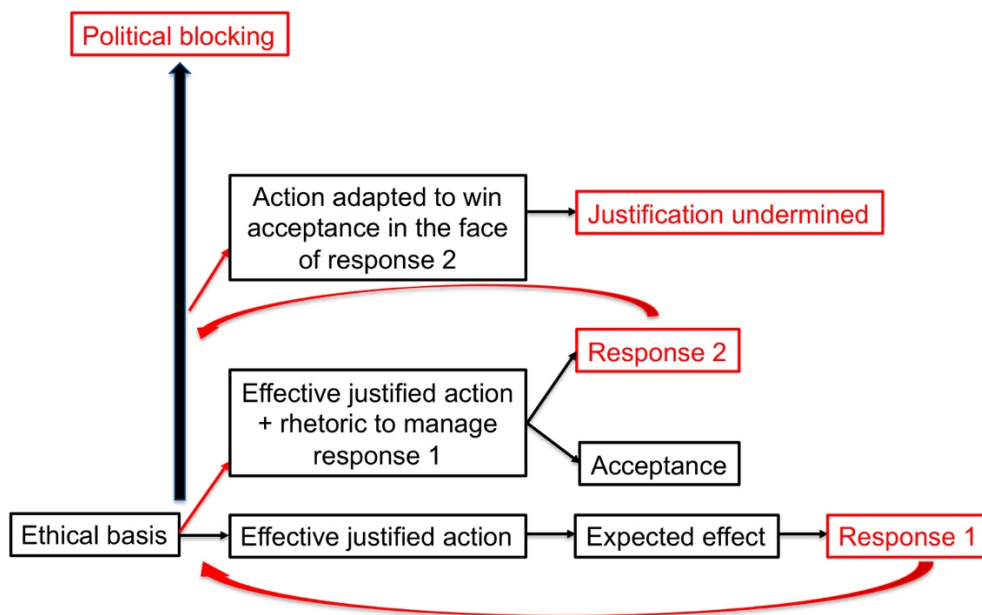 Political blocking
Action adapted to win
acceptance in the face
of response 2
Justification undermined
Response 2
Effective justified action
+ rhetoric to manage
response 1
Acceptance
Ethical basis
Effective justified action
Expected effect
Response 1